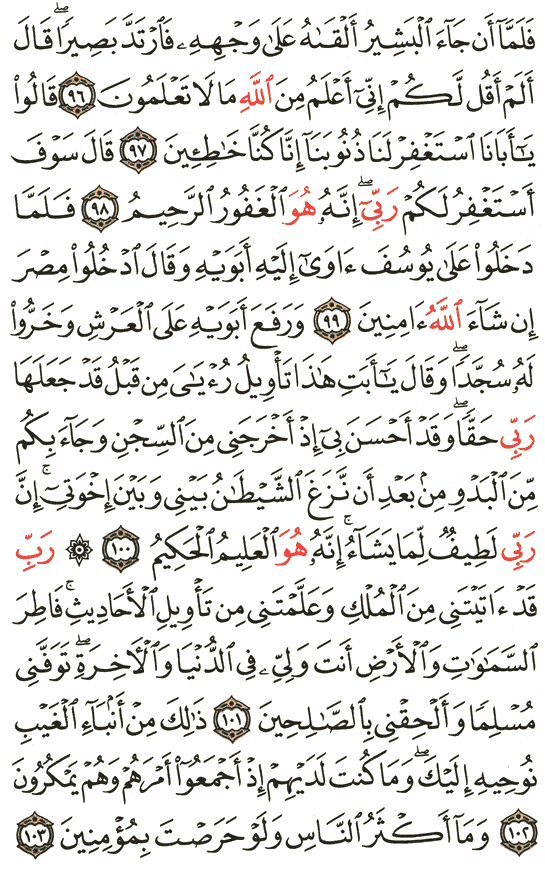 فَلَمَّآ أَن جَآءَ ٱلۡبَشِيرُ أَلۡقَىٰهُ عَلَىٰ وَجۡهِهِۦ فَٱرۡتَدَّ بَصِيرٗاۖ قَالَ
أَلَمۡ أَقُل لَّكُمۡ إِنِّيٓ أَعۡلَمُ مِنَ ٱللَّهِ مَا لَا تَعۡلَمُونَ ٩٦ قَالُواْ
يَٰٓأَبَانَا ٱسۡتَغۡفِرۡ لَنَا ذُنُوبَنَآ إِنَّا كُنَّا خَٰطِـِٔينَ ٩٧ قَالَ سَوۡفَ
أَسۡتَغۡفِرُ لَكُمۡ رَبِّيٓۖ إِنَّهُۥ هُوَ ٱلۡغَفُورُ ٱلرَّحِيمُ ٩٨ فَلَمَّا
دَخَلُواْ عَلَىٰ يُوسُفَ ءَاوَىٰٓ إِلَيۡهِ أَبَوَيۡهِ وَقَالَ ٱدۡخُلُواْ مِصۡرَ
إِن شَآءَ ٱللَّهُ ءَامِنِينَ ٩٩ وَرَفَعَ أَبَوَيۡهِ عَلَى ٱلۡعَرۡشِ وَخَرُّواْ
لَهُۥ سُجَّدٗاۖ وَقَالَ يَٰٓأَبَتِ هَٰذَا تَأۡوِيلُ رُءۡيَٰيَ مِن قَبۡلُ قَدۡ جَعَلَهَا
رَبِّي حَقّٗاۖ وَقَدۡ أَحۡسَنَ بِيٓ إِذۡ أَخۡرَجَنِي مِنَ ٱلسِّجۡنِ وَجَآءَ بِكُم
مِّنَ ٱلۡبَدۡوِ مِنۢ بَعۡدِ أَن نَّزَغَ ٱلشَّيۡطَٰنُ بَيۡنِي وَبَيۡنَ إِخۡوَتِيٓۚ إِنَّ
رَبِّي لَطِيفٞ لِّمَا يَشَآءُۚ إِنَّهُۥ هُوَ ٱلۡعَلِيمُ ٱلۡحَكِيمُ ١٠٠ ۞ رَبِّ
قَدۡ ءَاتَيۡتَنِي مِنَ ٱلۡمُلۡكِ وَعَلَّمۡتَنِي مِن تَأۡوِيلِ ٱلۡأَحَادِيثِۚ فَاطِرَ
ٱلسَّمَٰوَٰتِ وَٱلۡأَرۡضِ أَنتَ وَلِيِّۦ فِي ٱلدُّنۡيَا وَٱلۡأٓخِرَةِۖ تَوَفَّنِي
مُسۡلِمٗا وَأَلۡحِقۡنِي بِٱلصَّٰلِحِينَ ١٠١ ذَٰلِكَ مِنۡ أَنۢبَآءِ ٱلۡغَيۡبِ
نُوحِيهِ إِلَيۡكَۖ وَمَا كُنتَ لَدَيۡهِمۡ إِذۡ أَجۡمَعُوٓاْ أَمۡرَهُمۡ وَهُمۡ يَمۡكُرُونَ
١٠٢ وَمَآ أَكۡثَرُ ٱلنَّاسِ وَلَوۡ حَرَصۡتَ بِمُؤۡمِنِينَ ١٠٣